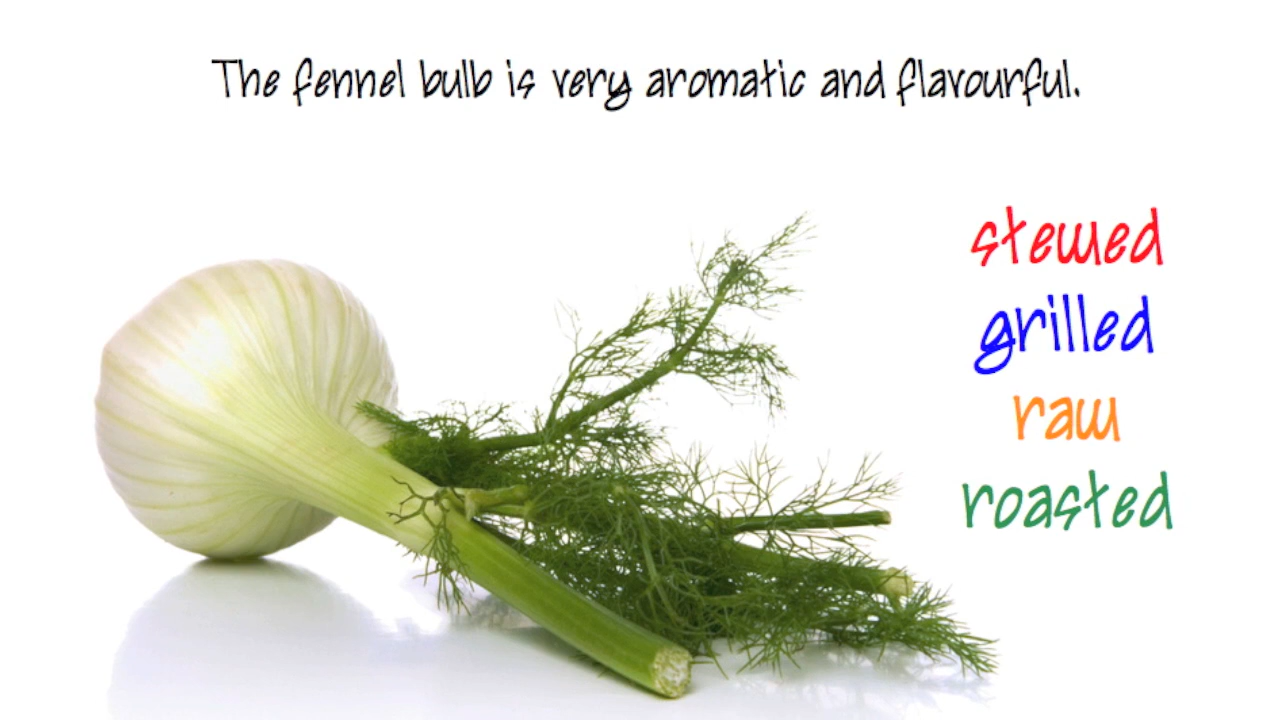 The fennel bulb is very aromatic and flavourful.
stewed
grilled
raw
roasted